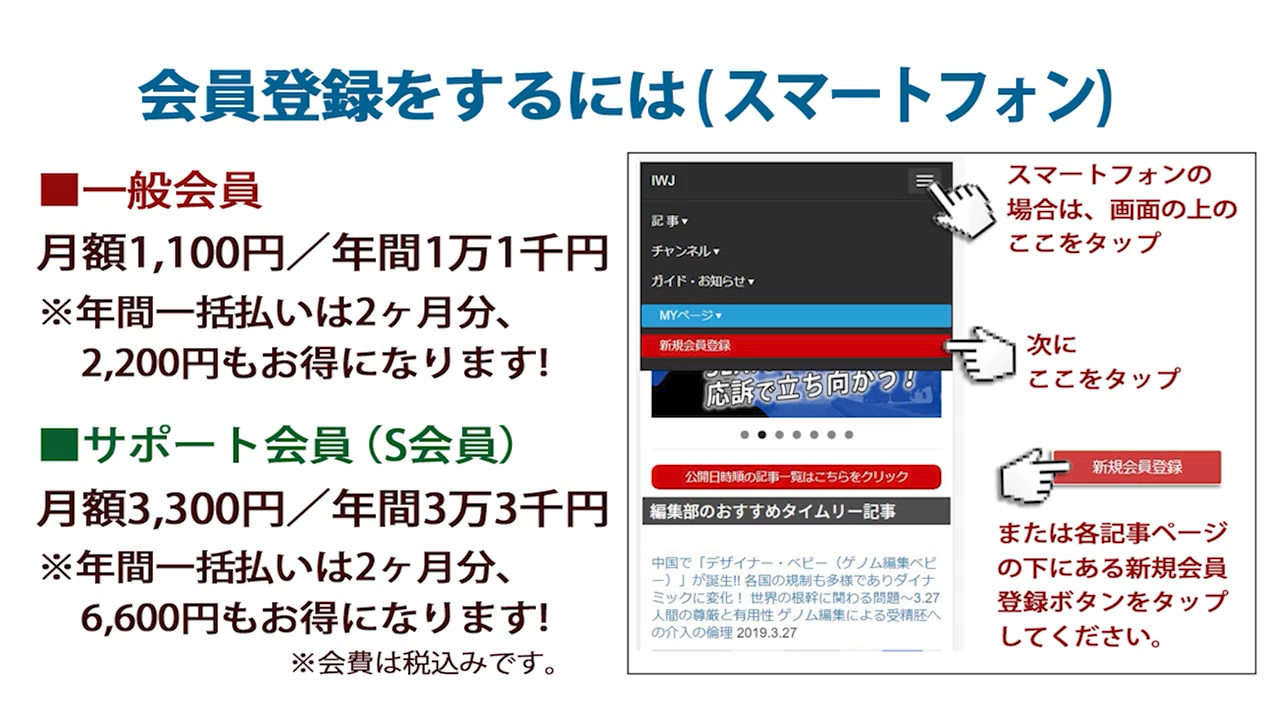 会員登録をするには(スマートフォン)
■一般会員
月額1,100円／年間1万1千円
※年間一括払いは2ヶ月分、
2,200円もお得になります!
■サポート会員（S会員）
月額3,300円／年間3万3千円
※年間一括払いは2ヶ月分、
6,600円もお得になります!
※会費は税込みです。
IWJ
記 事▼
チャンネル▼
ガイド・お知らせ▼
MYページ▼
新規会員登録
応訴で立ち向かう！
公開日時順の記事一覧はこちらをクリック
編集部のおすすめタイムリー記事
中国で「デザイナー・ベビー（ゲノム編集ベビ
ー）」が誕生!! 各国の規制も多様でありダイナ
ミックに変化！ 世界の根幹に関わる問題～3.27
人間の尊厳と有用性 ゲノム編集による受精胚へ
の介入の倫理 2019.3.27
スマートフォンの
場合は、画面の上の
ここをタップ
次に
ここをタップ
新規会員登録
または各記事ページ
の下にある新規会員
登録ボタンをタップ
してください。